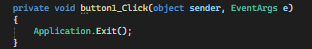 private void button1_Click(object sender, EventArgs e)
{
    Application.Exit();
}